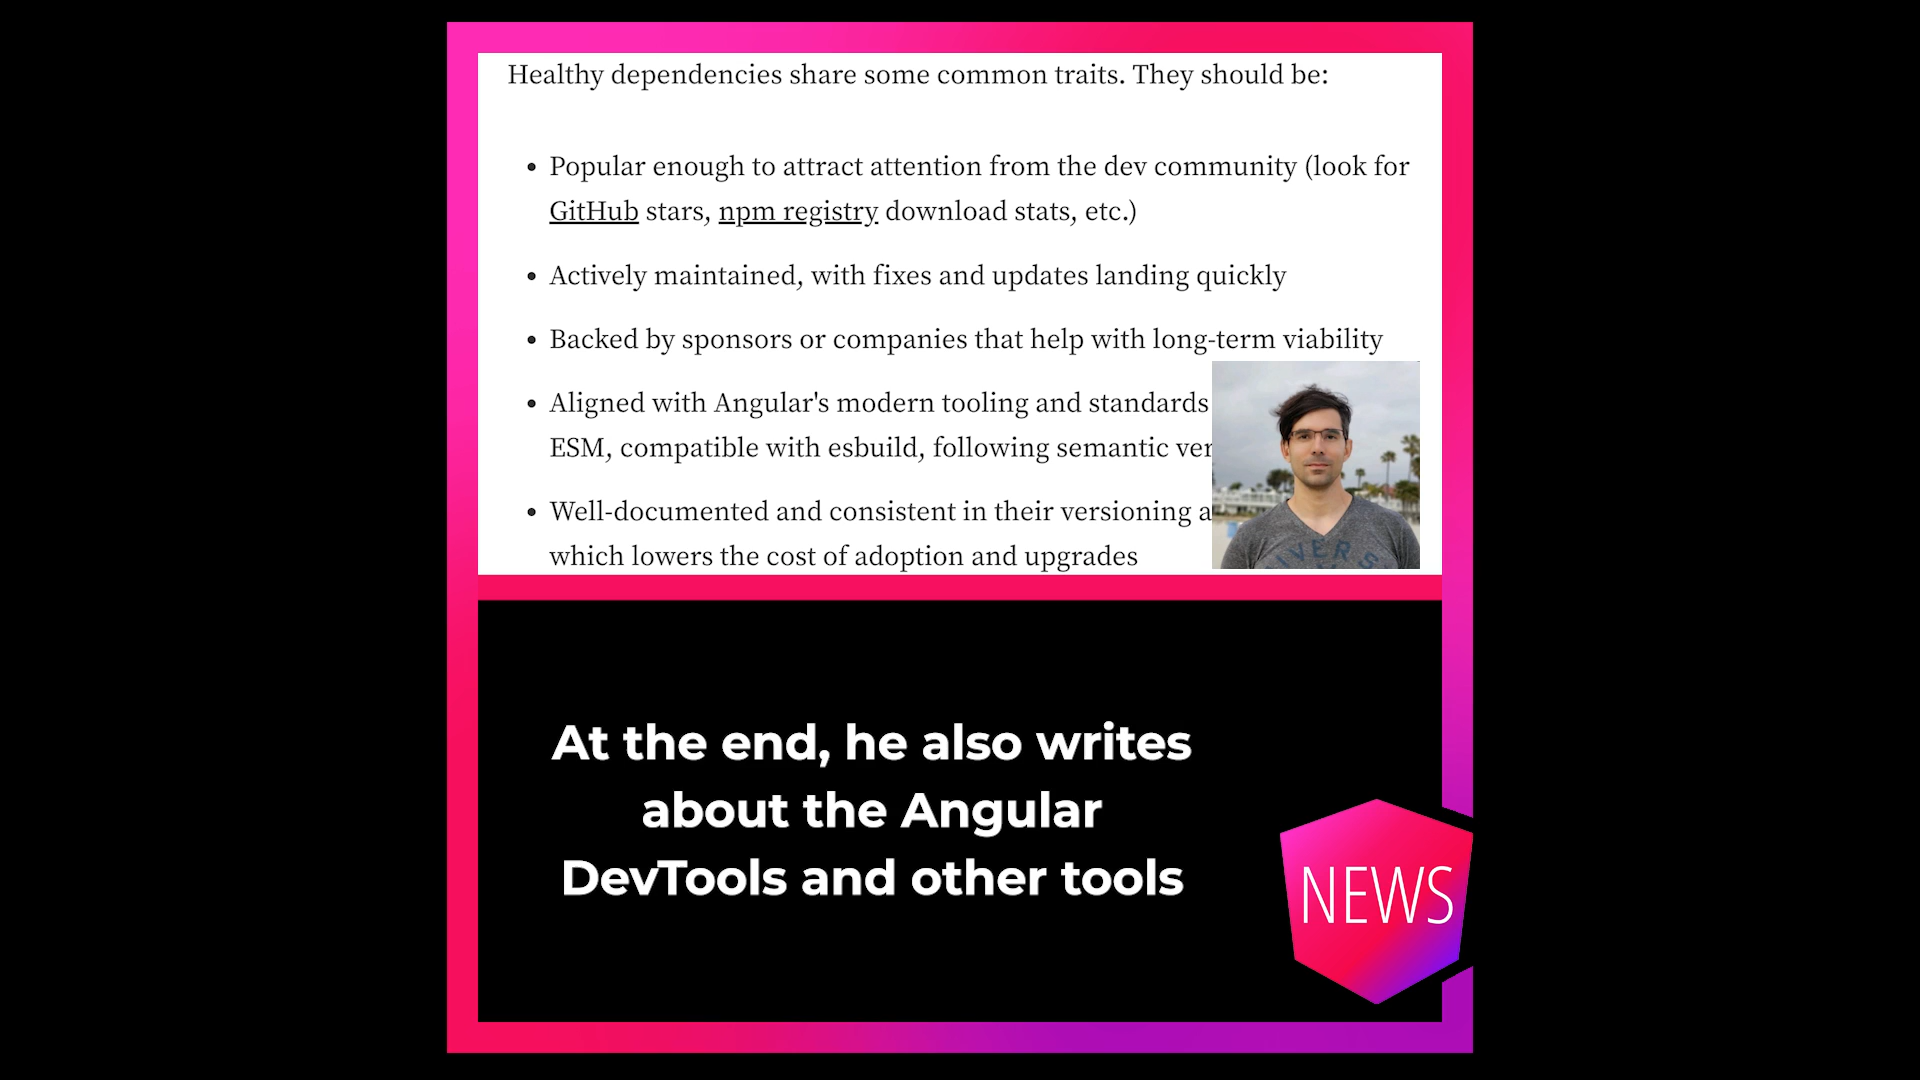 Healthy dependencies share some common traits. They should be:
• Popular enough to attract attention from the dev community (look for
GitHub stars, npm registry download stats, etc.)
• Actively maintained, with fixes and updates landing quickly
• Backed by sponsors or companies that help with long-term viability
• Aligned with Angular's modern tooling and standards
ESM, compatible with esbuild, following semantic
• Well-documented and consistent in their versioning
which lowers the cost of adoption and upgrades
At the end, he also writes
about the Angular
DevTools and other tools
NEWS